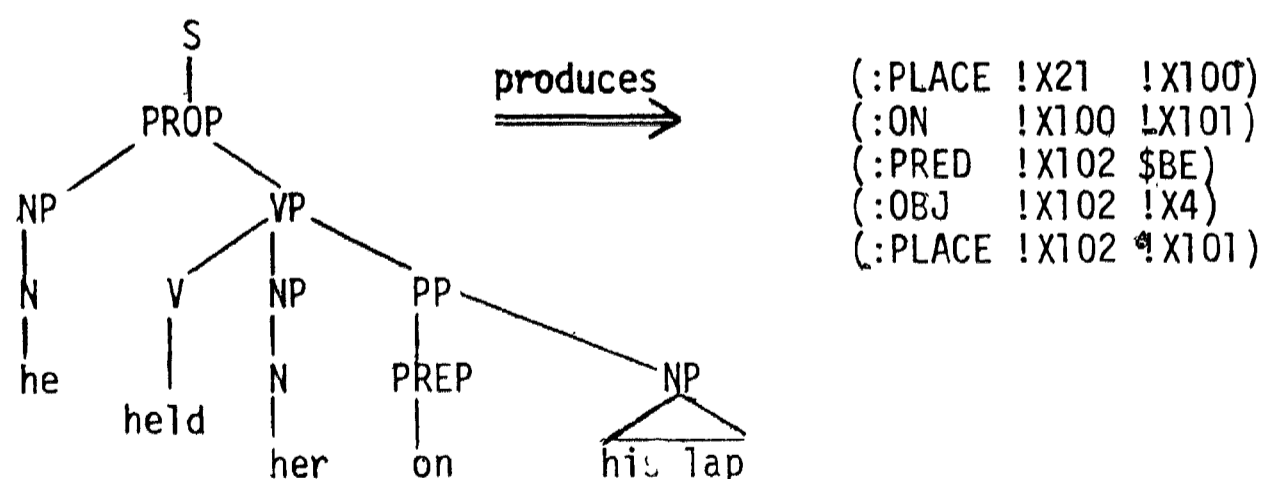 S
produces
PROP
NP VP
N V NP PP
he held N PREP NP
her on his lap
(:PLACE !X21 !X100)
(:ON !X100 !X101)
(:PRED !X102 $BE)
(:OBJ !X102 !X4)
(:PLACE !X102 !X101)